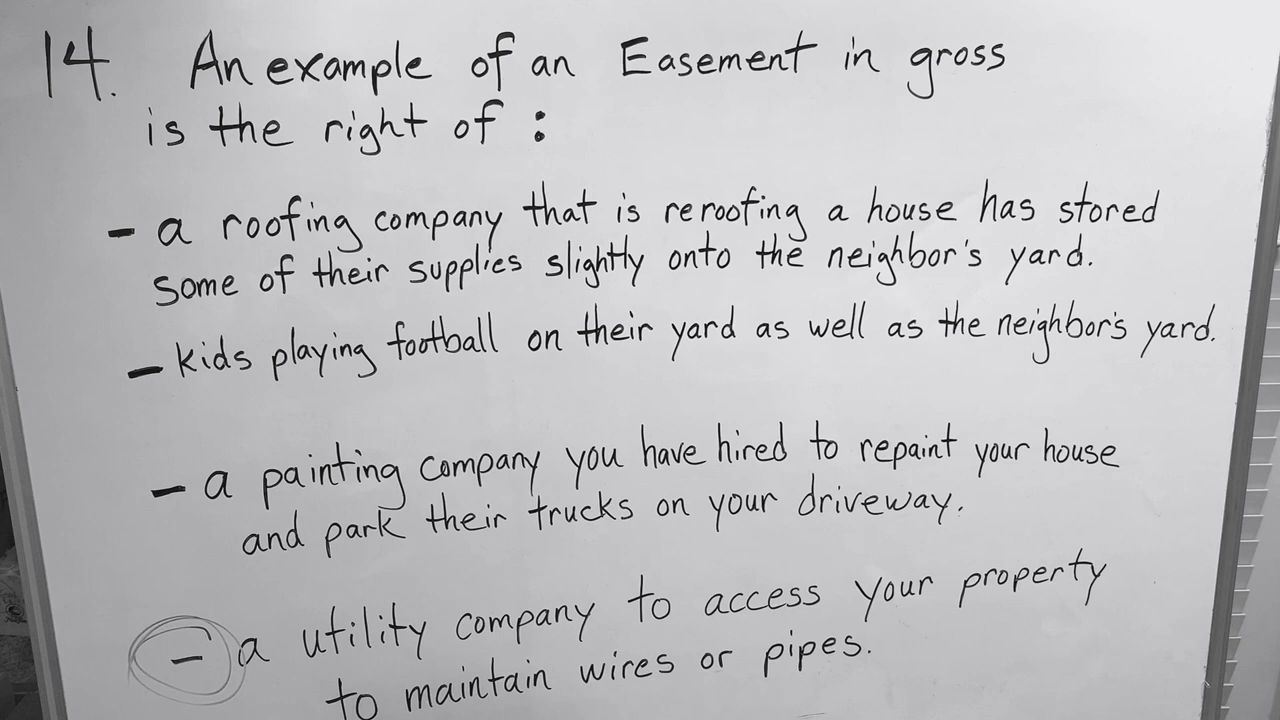 14. An example of an Easement in gross
is the right of :
- a roofing company that is reroofing a house has stored
some of their supplies slightly onto the neighbor's yard.
- kids playing football on their yard as well as the neighbor's yard.
- a painting company you have hired to repaint your house
and park their trucks on your driveway.
- a utility company to access your property
to maintain wires or pipes.